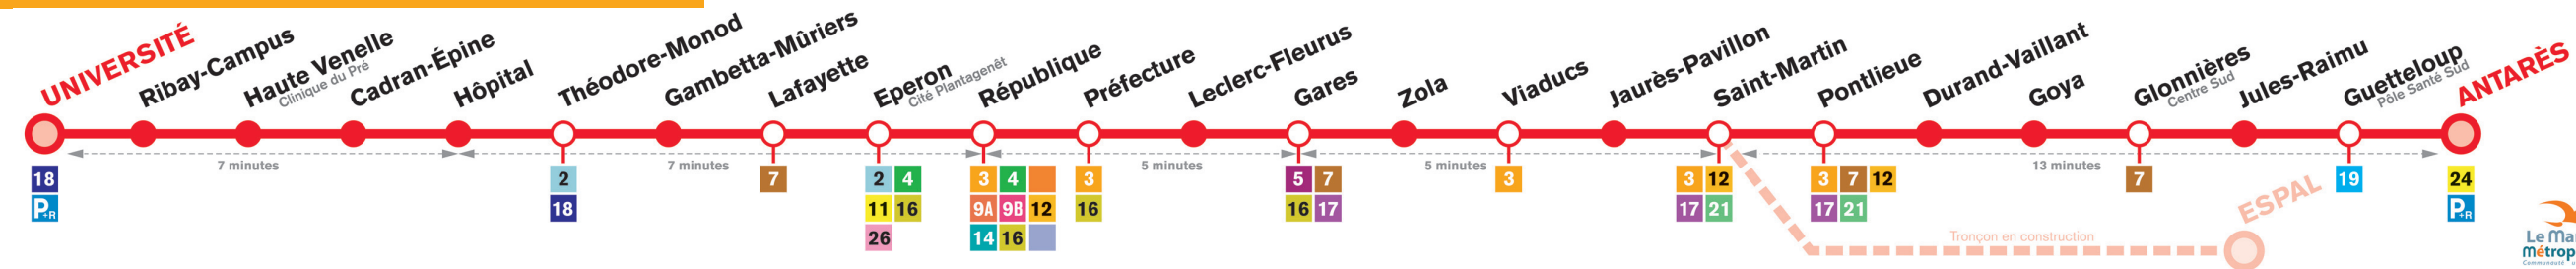 UNIVERSITÉ
Ribay-Campus
Haute Venelle
Clinique du Pré
Cadran-Épine
Hôpital
Théodore-Monod
Gambetta-Mûriers
Lafayette
Eperon
Cité Plantagenêt
République
Préfecture
Leclerc-Fleurus
Gares
Zola
Viaducs
Jaurès-Pavillon
Saint-Martin
Pontlieue
Durand-Vaillant
Goya
Glonnières
Centre Sud
Jules-Raimu
Guetteloup
Pôle Santé Sud
ANTARÈS
7 minutes
7 minutes
5 minutes
5 minutes
13 minutes
18
P+R
2
18
7
2 4
11 16
26
3 4
9A 9B 12
14 16
3
16
5 7
16 17
3
3 12
17 21
3 7 12
17 21
7
19
24
P+R
ESPAL
Tronçon en construction
Le